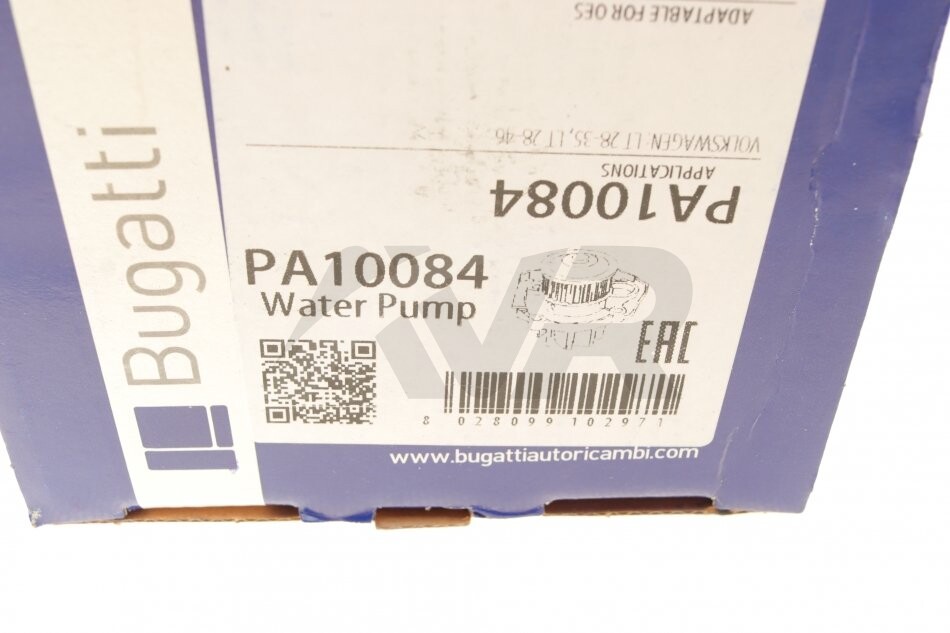 ADAPTABLE FOR OES
VOLKSWAGEN: LT 28-35, LT 28-46
APPLICATIONS
PA10084
Bugatti
PA10084
Water Pump
EAC
8 028099 102971
www.bugattiautoricambi.com